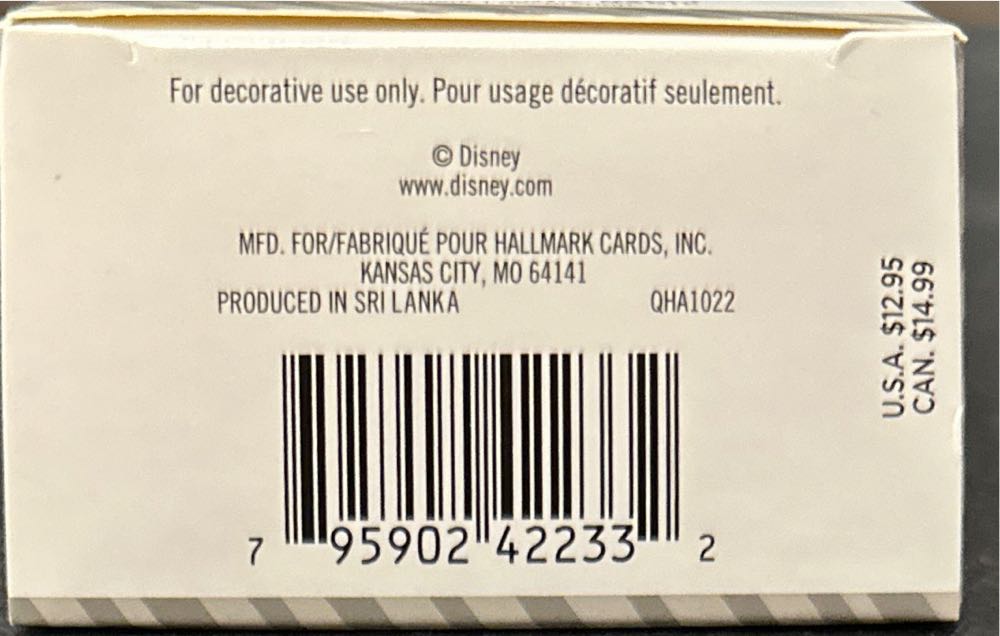 For decorative use only. Pour usage décoratif seulement.
© Disney
www.disney.com
MFD. FOR/FABRIQUÉ POUR HALLMARK CARDS, INC.
KANSAS CITY, MO 64141
PRODUCED IN SRI LANKA QHA1022
U.S.A. $12.95
CAN. $14.99
7 95902 42233 2